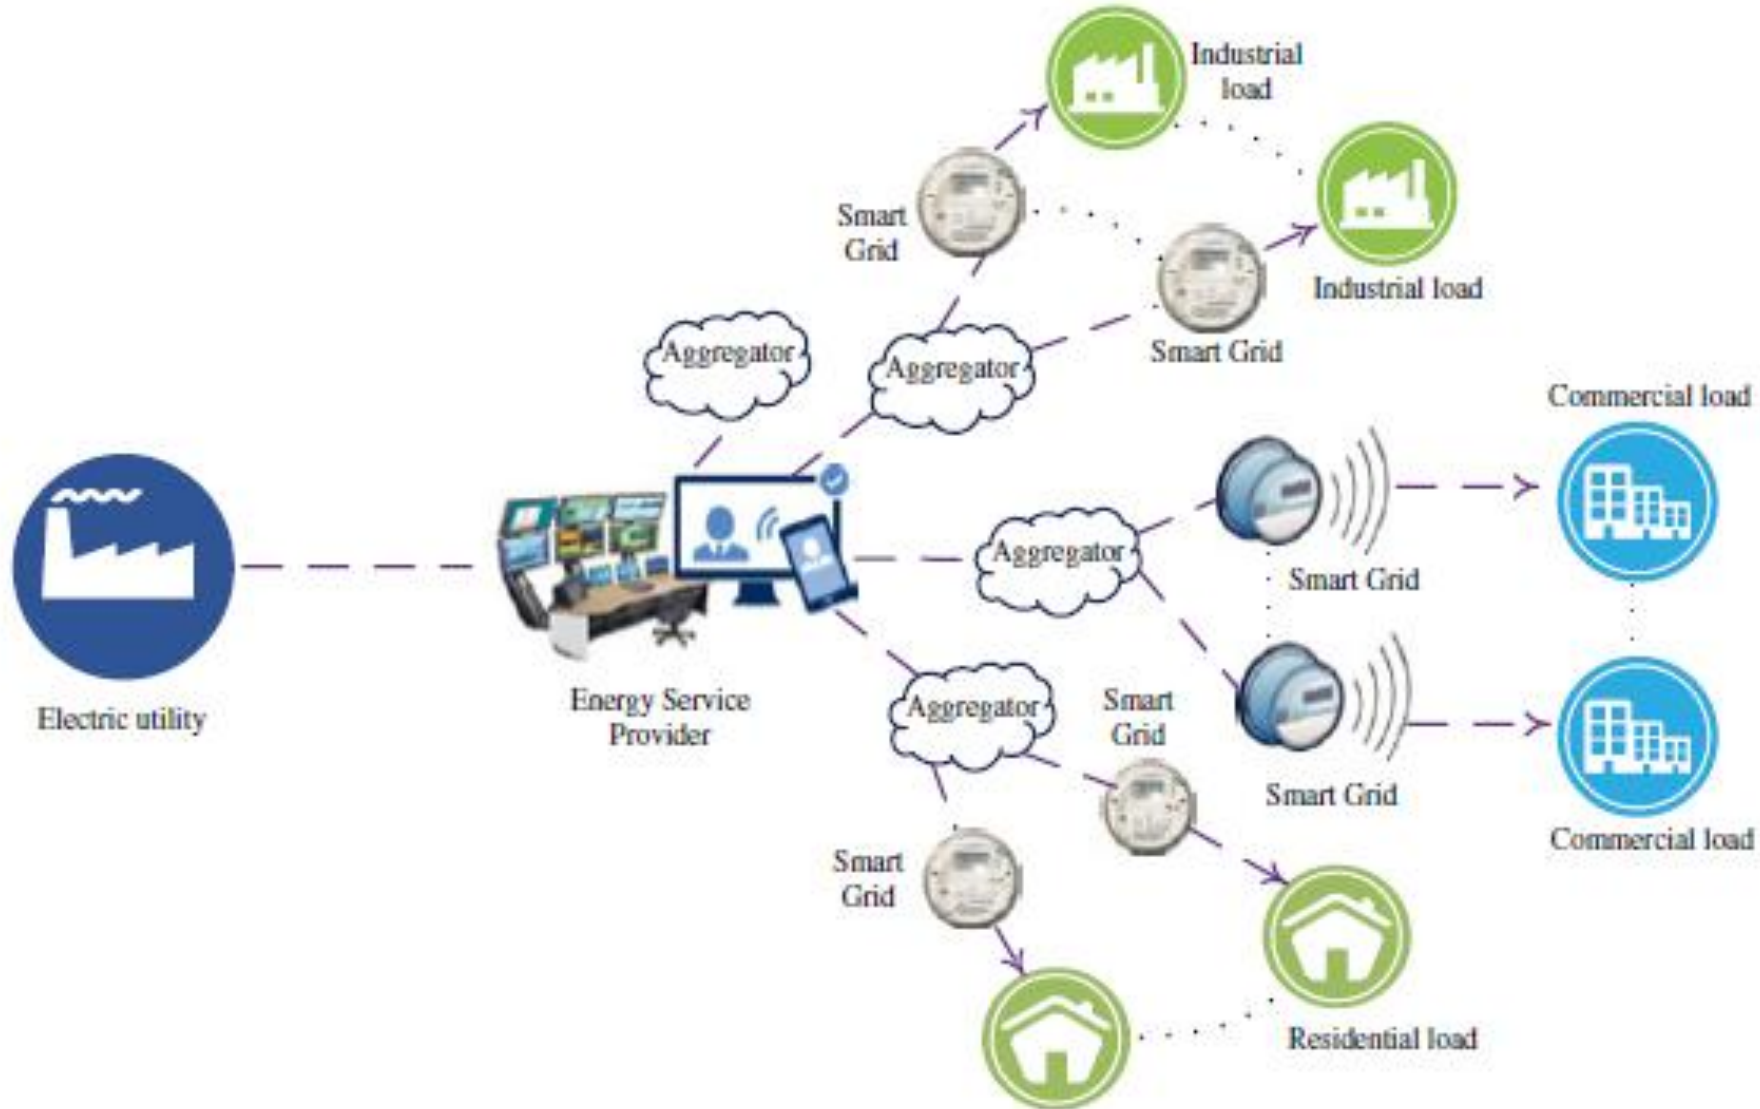 Industrial
load
Smart
Grid
Industrial load
Smart Grid
Aggregator
Aggregator
Commercial load
Aggregator
Smart Grid
Electric utility
Energy Service
Provider
Aggregator
Smart
Grid
Smart Grid
Commercial load
Smart
Grid
Residential load